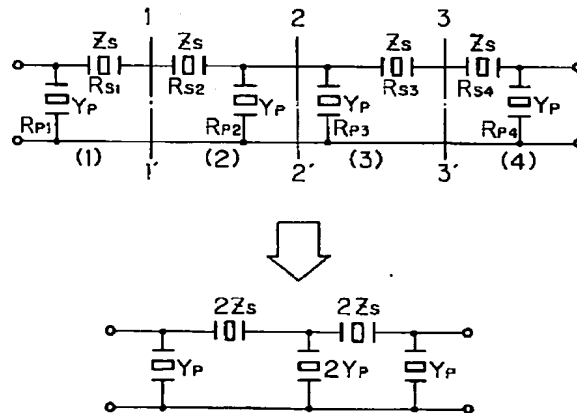 1 2 3
Zs Zs Zs Zs
Rs1 Rs2 Rs3 Rs4
YP YP YP YP
RP1 RP2 RP3 RP4
(1) 1' (2) 2' (3) 3' (4)
2Zs 2Zs
YP 2YP YP